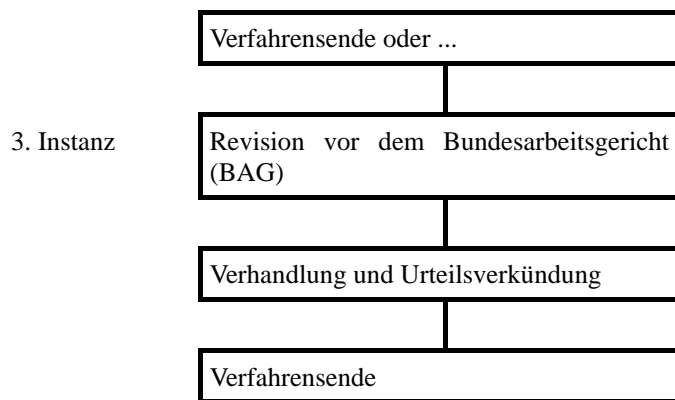 Verfahrensende oder ...
3. Instanz
Revision vor dem Bundesarbeitsgericht
(BAG)
Verhandlung und Urteilsverkündung
Verfahrensende